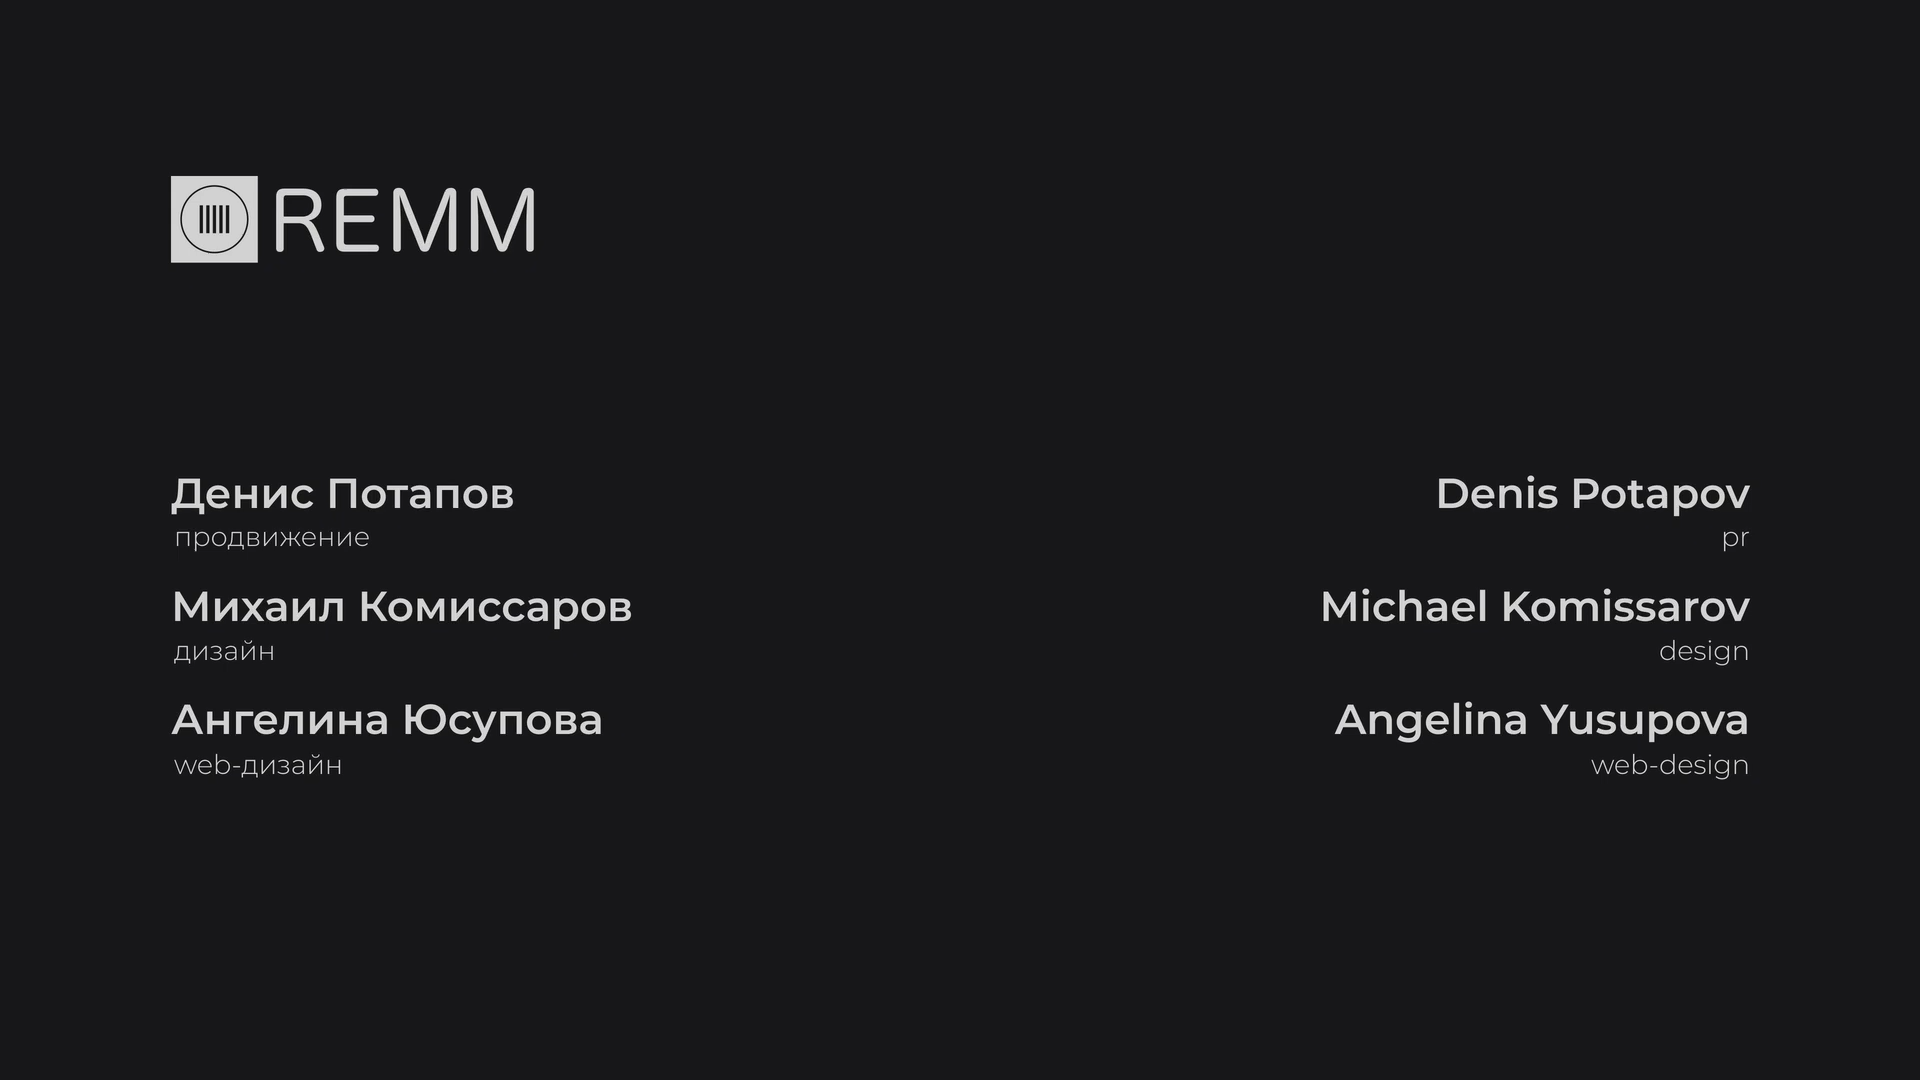 REMM
Денис Потапов
продвижение
Михаил Комиссаров
дизайн
Ангелина Юсупова
web-дизайн
Denis Potapov
pr
Michael Komissarov
design
Angelina Yusupova
web-design